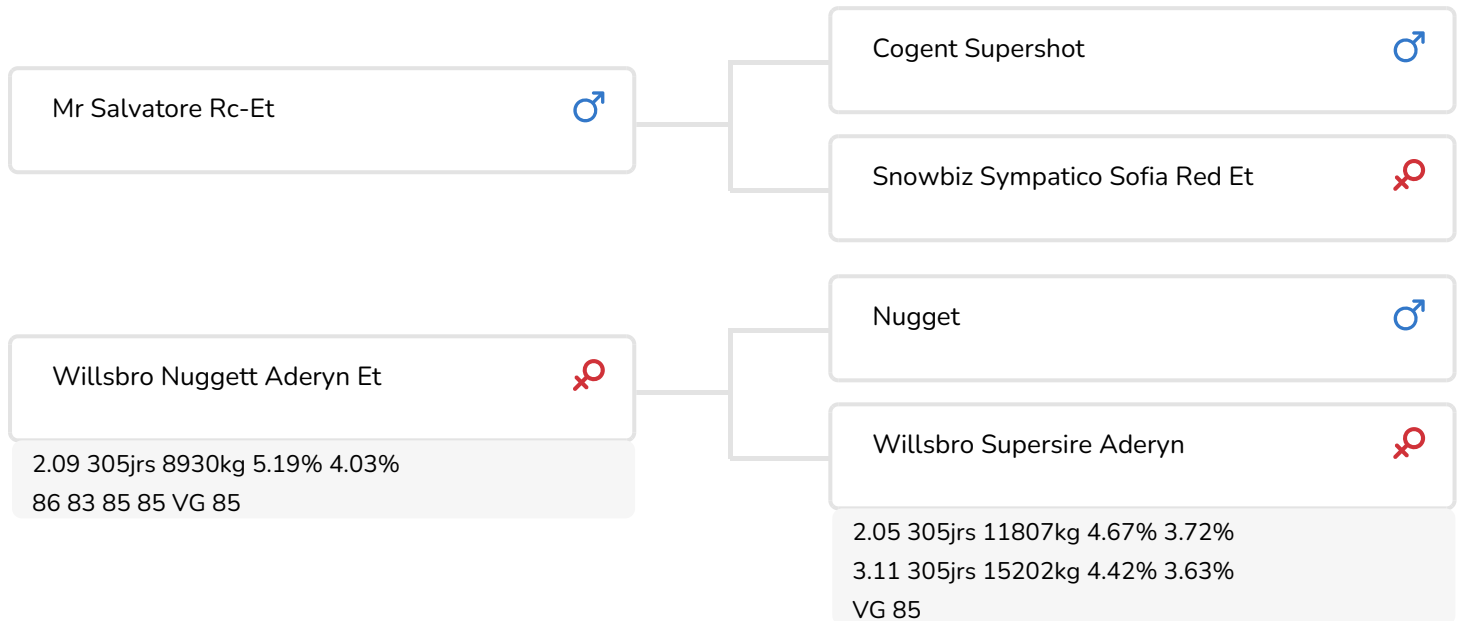 Mr Salvatore Rc-Et
Cogent Supershot
Snowbiz Sympatico Sofia Red Et
Willsbro Nuggett Aderyn Et
2.09 305jrs 8930kg 5.19% 4.03%
86 83 85 85 VG 85
Nugget
Willsbro Supersire Aderyn
2.05 305jrs 11807kg 4.67% 3.72%
3.11 305jrs 15202kg 4.42% 3.63%
VG 85